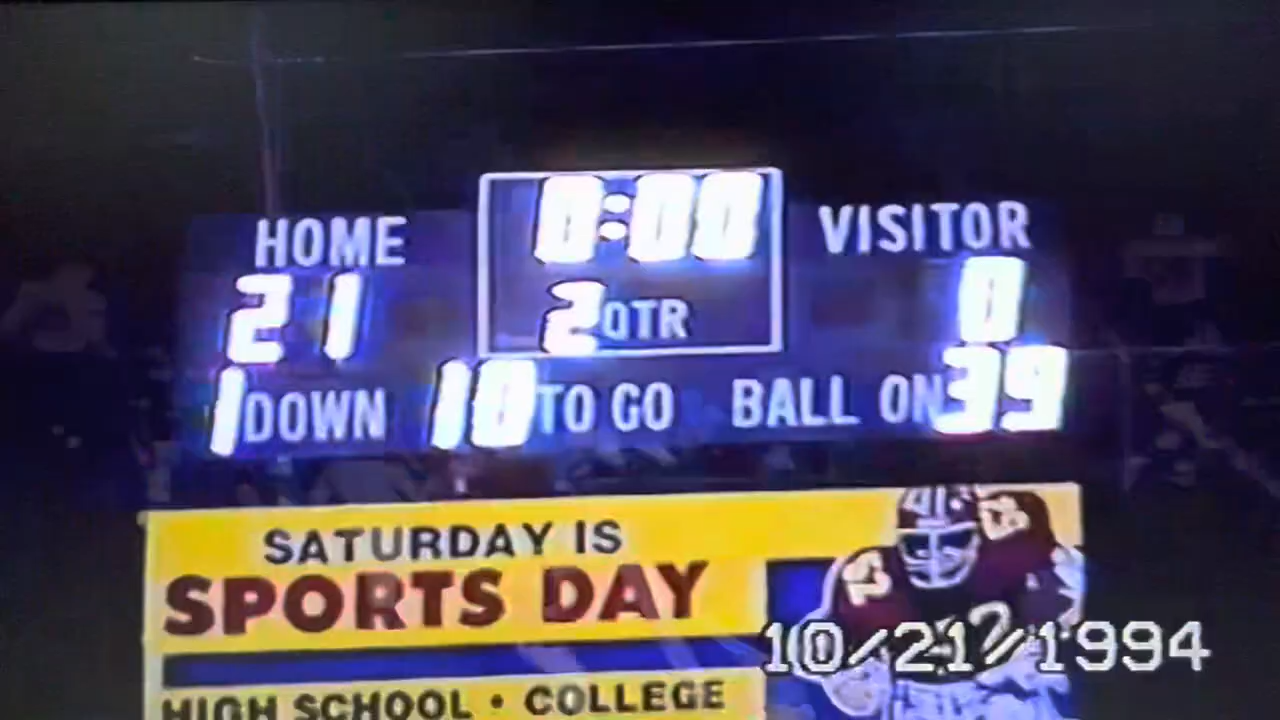 0:00
HOME
VISITOR
21
2 QTR
0
1 DOWN 10 TO GO BALL ON 39
SATURDAY IS
SPORTS DAY
HIGH SCHOOL • COLLEGE
52
10/21/1994